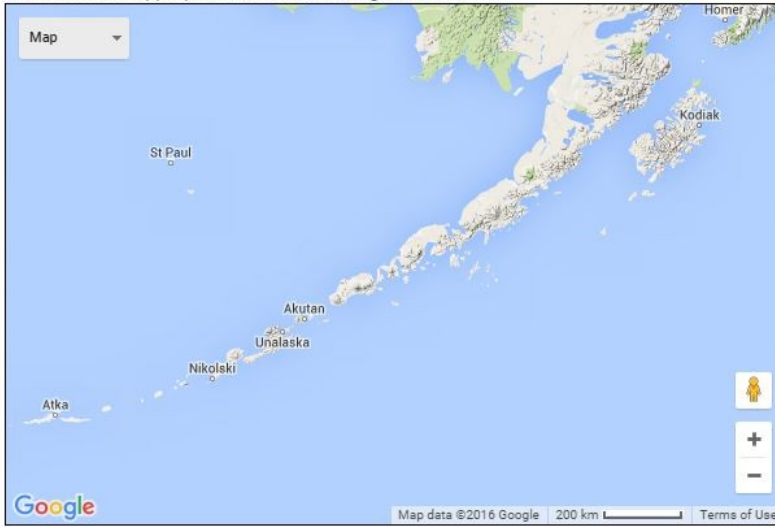 Homer
Map
Kodiak
St Paul
Akutan
Unalaska
Nikolski
Atka
+
−
Google
Map data ©2016 Google 200 km Terms of Use